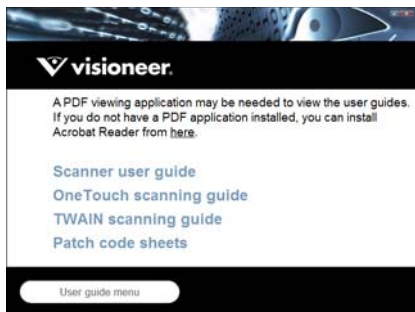 visioneer.
A PDF viewing application may be needed to view the user guides.
If you do not have a PDF application installed, you can install
Acrobat Reader from here.
Scanner user guide
OneTouch scanning guide
TWAIN scanning guide
Patch code sheets
User guide menu